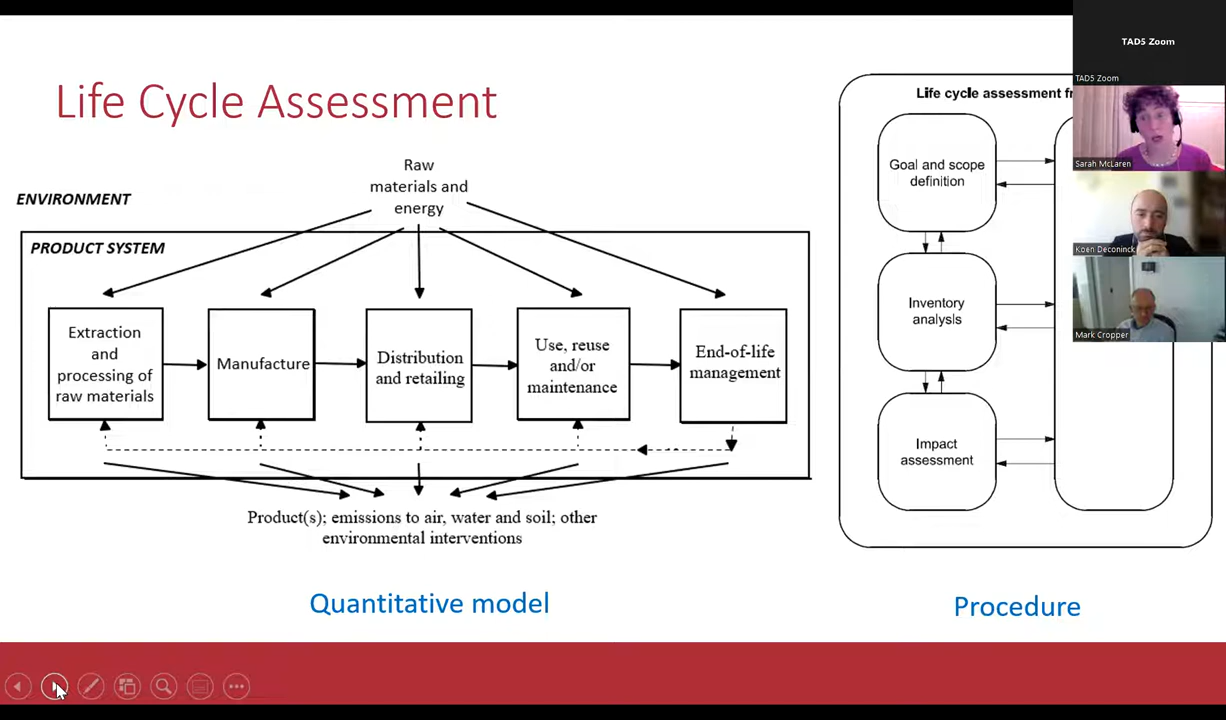 TAD5 Zoom
TAD5 Zoom
Life Cycle Assessment
Raw
materials and
energy
ENVIRONMENT
PRODUCT SYSTEM
Extraction
and
processing of
raw materials
Manufacture
Distribution
and retailing
Use, reuse
and/or
maintenance
End-of-life
management
Product(s); emissions to air, water and soil; other
environmental interventions
Quantitative model
Life cycle assessment
Goal and scope
definition
Inventory
analysis
Impact
assessment
Procedure
Sarah McLaren
Koen Deconinck
Mark Cropper